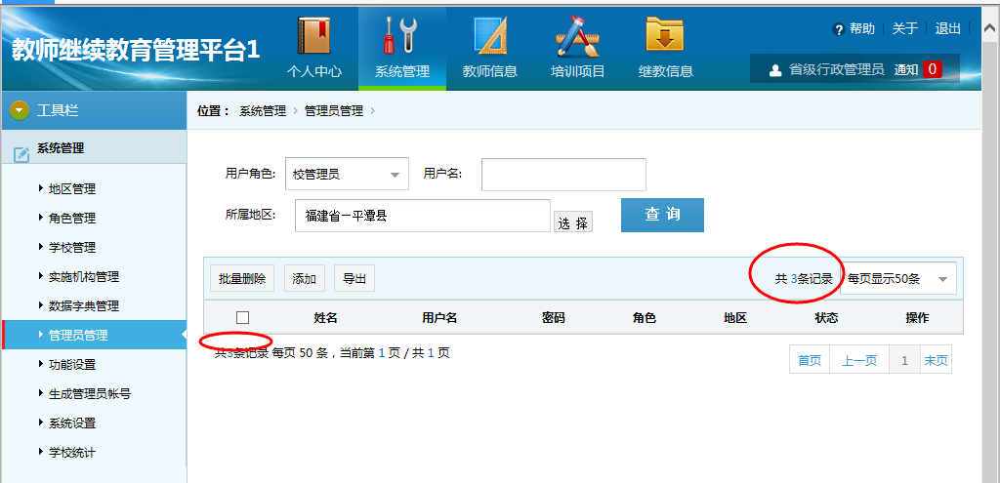 教师继续教育管理平台1
个人中心
系统管理
教师信息
培训项目
继教信息
帮助
关于
退出
省级行政管理员 通知 0
工具栏
位置： 系统管理 > 管理员管理 >
系统管理
地区管理
角色管理
学校管理
实施机构管理
数据字典管理
管理员管理
功能设置
生成管理员帐号
系统设置
学校统计
用户角色: 校管理员 用户名:
所属地区: 福建省－平潭县 选 择 查 询
批量删除 添加 导出 共 3条记录 每页显示50条
姓名 用户名 密码 角色 地区 状态 操作
共3条记录 每页 50 条，当前第 1 页 / 共 1 页
首页 上一页 1 末页